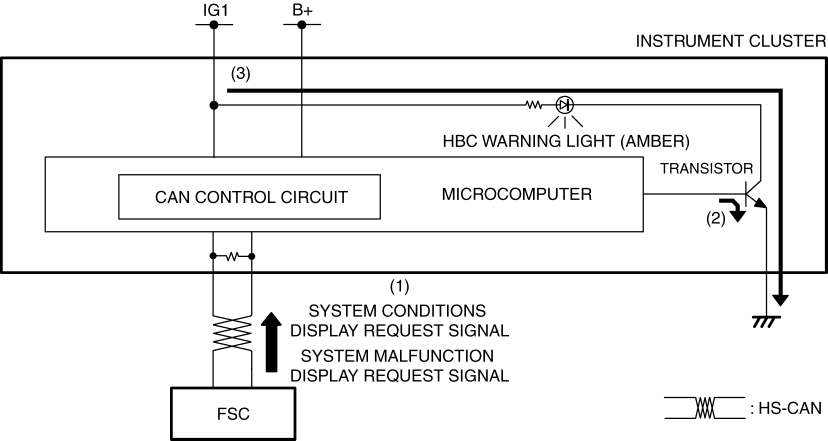 IG1
B+
INSTRUMENT CLUSTER
(3)
HBC WARNING LIGHT (AMBER)
TRANSISTOR
CAN CONTROL CIRCUIT
MICROCOMPUTER
(2)
(1)
SYSTEM CONDITIONS
DISPLAY REQUEST SIGNAL
SYSTEM MALFUNCTION
DISPLAY REQUEST SIGNAL
FSC
: HS-CAN